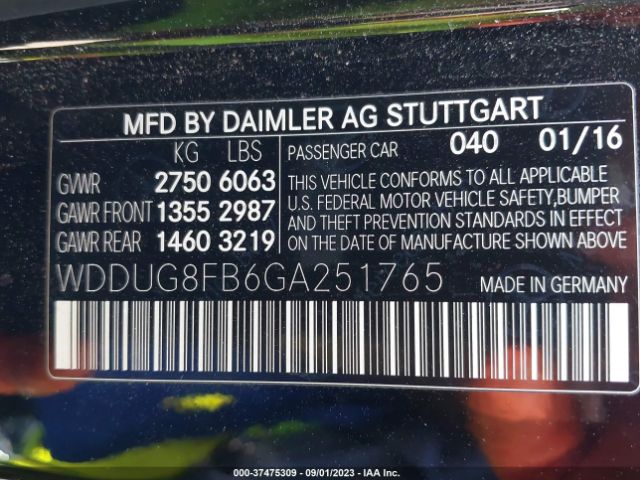 MFD BY DAIMLER AG STUTTGART
KG LBS
GVWR 2750 6063
GAWR FRONT 1355 2987
GAWR REAR 1460 3219
PASSENGER CAR 040 01/16
THIS VEHICLE CONFORMS TO ALL APPLICABLE
U.S. FEDERAL MOTOR VEHICLE SAFETY, BUMPER
AND THEFT PREVENTION STANDARDS IN EFFECT
ON DATE OF MANUFACTURE SHOWN ABOVE
WDDUG8FB6GA251765
MADE IN GERMANY
000-37475309 - 09/01/2023 - IAA Inc.